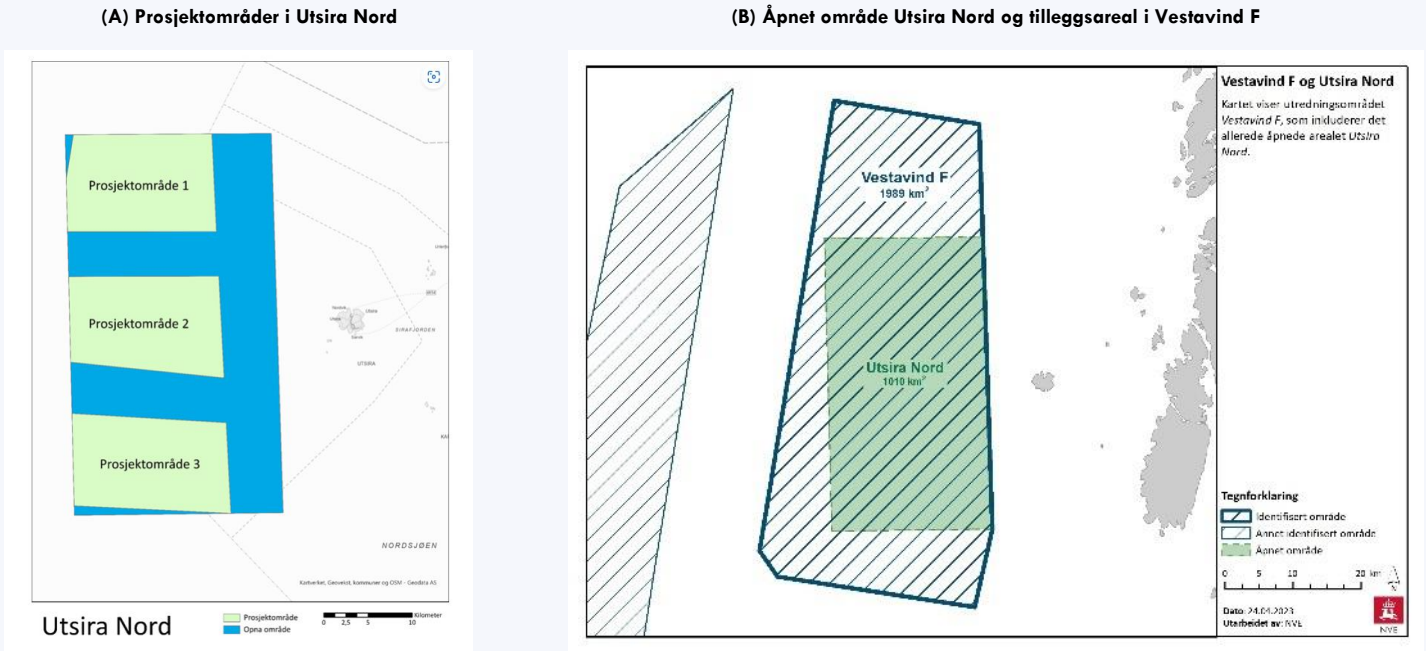 (A) Prosjektområder i Utsira Nord
Prosjektområde 1
Prosjektområde 2
Prosjektområde 3
UTSIRA
SIRAFJORDEN
NORDSJØEN
Kartverket, Geovekst, kommuner og OSM - Geodata AS
Utsira Nord
Prosjektområde
Opna område
Kilometer
0 2,5 5 10
(B) Åpnet område Utsira Nord og tilleggsareal i Vestavind F
Vestavind F
1989 km²
Utsira Nord
1010 km²
Vestavind F og Utsira Nord
Kartet viser utredningsområdet
Vestavind F, som inkluderer det
allerede åpnede arealet Utsira
Nord.
Tegnforklaring
Identifisert område
Annet identifisert område
Åpnet område
0 5 10 20 km
Dato: 24.04.2023
Utarbeidet av: NVE
NVE